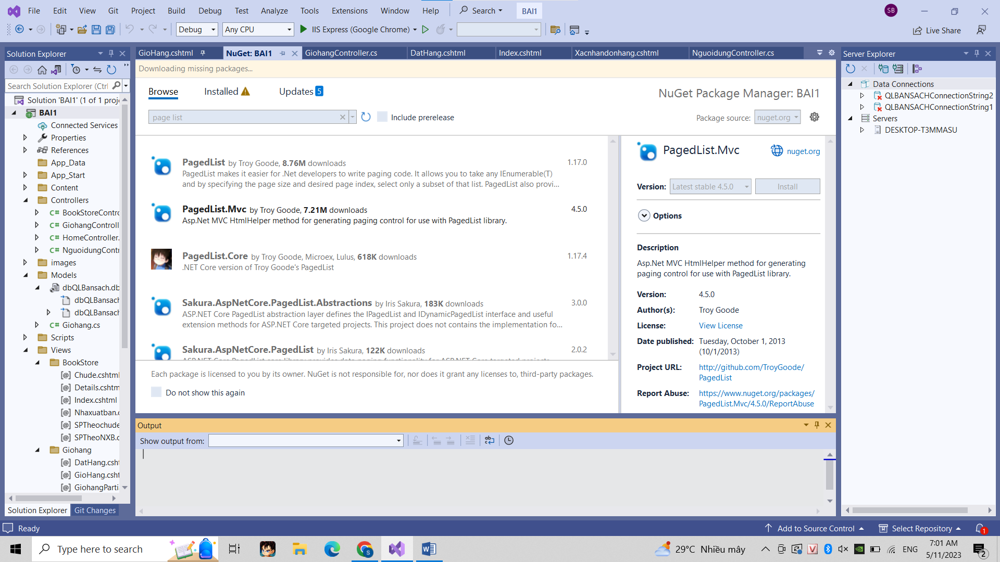 File Edit View Git Project Build Debug Test Analyze Tools Extensions Window Help Search BAI1 SB
Debug Any CPU IIS Express (Google Chrome) Live Share
Solution Explorer
Search Solution Explorer (Ctrl
Solution 'BAI1' (1 of 1 proj
BAI1
Connected Services
Properties
References
App_Data
App_Start
Content
Controllers
C# BookStoreContro
C# GiohangControll
C# HomeController.
C# NguoidungContr
images
Models
dbQLBansach.db
dbQLBansach
dbQLBansach
C# Giohang.cs
Scripts
Views
BookStore
[@] Chude.cshtml
[@] Details.cshtm
[@] Index.cshtml
[@] Nhaxuatban.c
[@] SPTheochude
[@] SPTheoNXB.c
Giohang
[@] DatHang.csht
[@] GioHang.csht
[@] GiohangParti
Solution Explorer Git Changes
GioHang.cshtml NuGet: BAI1 GiohangController.cs DatHang.cshtml Index.cshtml Xacnhandonhang.cshtml NguoidungController.cs
Downloading missing packages...
Browse Installed Updates 5
NuGet Package Manager: BAI1
page list Include prerelease Package source: nuget.org
PagedList by Troy Goode, 8.76M downloads 1.17.0
PagedList makes it easier for .Net developers to write paging code. It allows you to take any IEnumerable(T)
and by specifying the page size and desired page index, select only a subset of that list. PagedList also provi...
PagedList.Mvc by Troy Goode, 7.21M downloads 4.5.0
Asp.Net MVC HtmlHelper method for generating paging control for use with PagedList library.
PagedList.Core by Troy Goode, Microex, Lulus, 618K downloads 1.17.4
.NET Core version of Troy Goode's PagedList
Sakura.AspNetCore.PagedList.Abstractions by Iris Sakura, 183K downloads 3.0.0
ASP.NET Core PagedList abstraction layer defines the IPagedList and IDynamicPagedList interface and useful
extension methods for ASP.NET Core targeted projects. This project does not contains the implementation fo...
Sakura.AspNetCore.PagedList by Iris Sakura, 122K downloads 2.0.2
Each package is licensed to you by its owner. NuGet is not responsible for, nor does it grant any licenses to, third-party packages.
Do not show this again
PagedList.Mvc nuget.org
Version: Latest stable 4.5.0 Install
Options
Description
Asp.Net MVC HtmlHelper method for generating
paging control for use with PagedList library.
Version: 4.5.0
Author(s): Troy Goode
License: View License
Date published: Tuesday, October 1, 2013
(10/1/2013)
Project URL: http://github.com/TroyGoode/
PagedList
Report Abuse: https://www.nuget.org/packages/
PagedList.Mvc/4.5.0/ReportAbuse
Output
Show output from:
Server Explorer
Data Connections
QLBANSACHConnectionString2
QLBANSACHConnectionString1
Servers
DESKTOP-T3MMASU
Ready Add to Source Control Select Repository 1
Type here to search 29°C Nhiều mây ENG 7:01 AM
5/11/2023 2